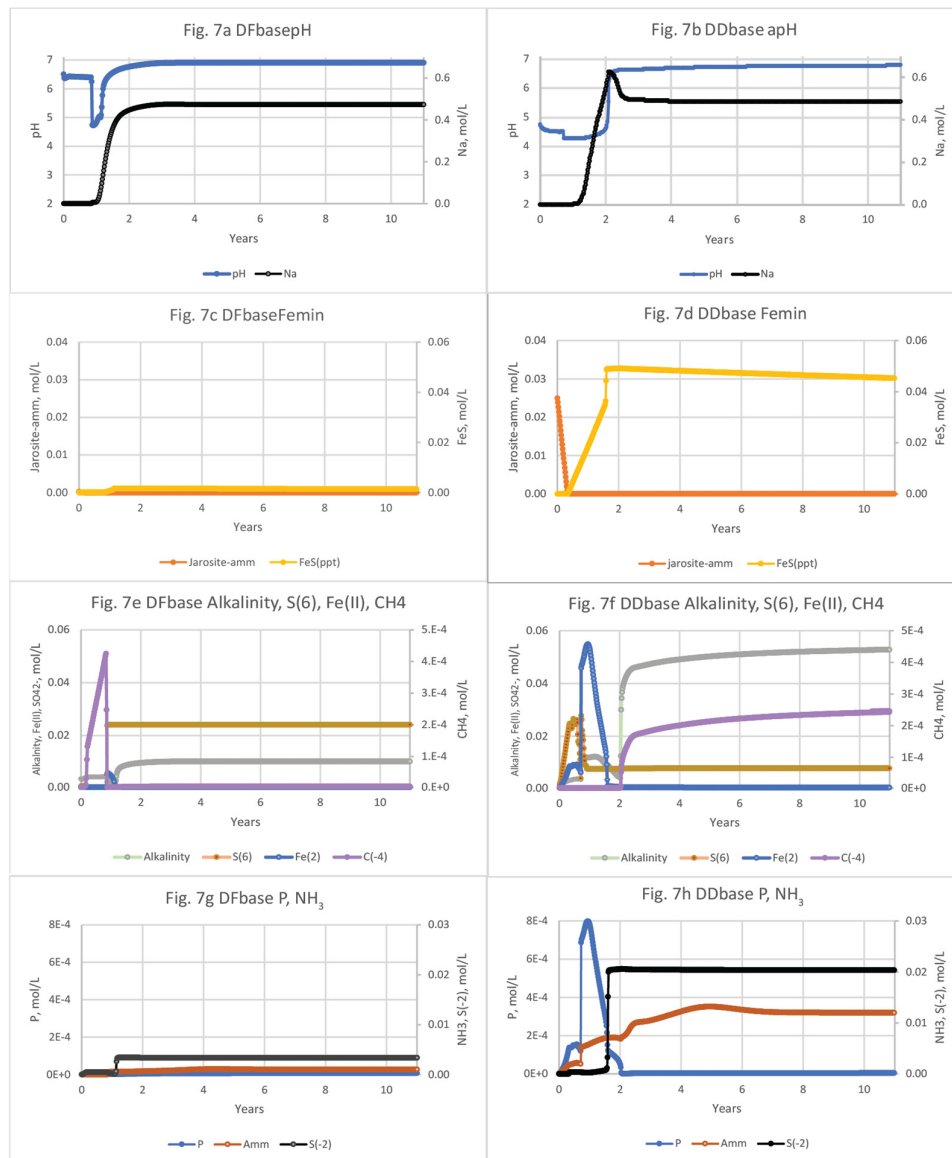 Fig. 7a DFbasepH
7
6
5
4
3
2
pH
0.6
0.4
0.2
0.0
Na, mol/L
0 2 4 6 8 10
Years
pH Na
Fig. 7b DDbase apH
7
6
5
4
3
2
pH
0.6
0.4
0.2
0.0
Na, mol/L
0 2 4 6 8 10
Years
pH Na
Fig. 7c DFbaseFemin
0.04
0.03
0.02
0.01
0.00
Jarosite-amm, mol/L
0.06
0.04
0.02
0.00
FeS, mol/L
0 2 4 6 8 10
Years
Jarosite-amm FeS(ppt)
Fig. 7d DDbase Femin
0.04
0.03
0.02
0.01
0.00
Jarosite-amm, mol/L
0.06
0.04
0.02
0.00
FeS, mol/L
0 2 4 6 8 10
Years
jarosite-amm FeS(ppt)
Fig. 7e DFbase Alkalinity, S(6), Fe(II), CH4
0.06
0.04
0.02
0.00
Alkalnity, Fe(II), SO42-, mol/L
5.E-4
4.E-4
3.E-4
2.E-4
1.E-4
0.E+0
CH4, mol/L
0 2 4 6 8 10
Years
Alkalinity S(6) Fe(2) C(-4)
Fig. 7f DDbase Alkalinity, S(6), Fe(II), CH4
0.06
0.05
0.04
0.03
0.02
0.01
0.00
Alkalinity, Fe(II), SO42-, mol/L
5E-4
4E-4
3E-4
2E-4
1E-4
0E+0
CH4, mol/L
0 2 4 6 8 10
Years
Alkalinity S(6) Fe(2) C(-4)
Fig. 7g DFbase P, NH₃
8E-4
6E-4
4E-4
2E-4
0E+0
P, mol/L
0.03
0.02
0.01
0.00
NH3, S(-2), mol/L
0 2 4 6 8 10
Years
P Amm S(-2)
Fig. 7h DDbase P, NH₃
8E-4
6E-4
4E-4
2E-4
0E+0
P, mol/L
0.03
0.02
0.01
0.00
NH3, S(-2), mol/L
0 2 4 6 8 10
Years
P Amm S(-2)